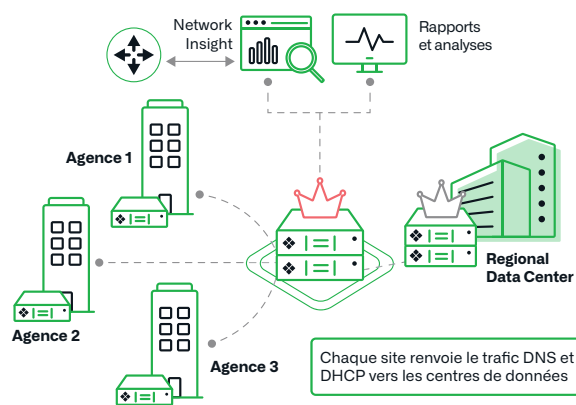 Network
Insight
Rapports
et analyses
Agence 1
Regional
Data Center
Agence 2
Agence 3
Chaque site renvoie le trafic DNS et
DHCP vers les centres de données